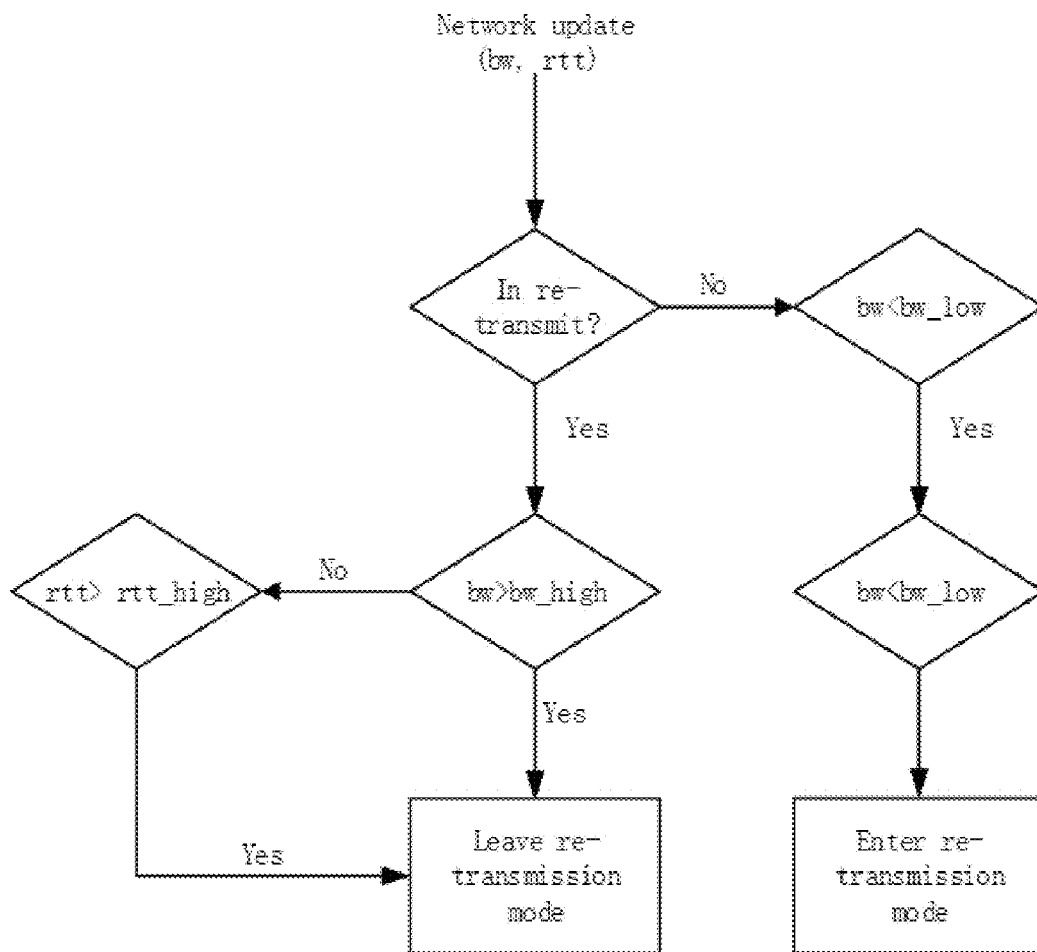 Network update
(bw, rtt)
In re-
transmit?
No
bw<bw_low
Yes
Yes
rtt> rtt_high
No
bw>bw_high
bw<bw_low
Yes
Yes
Leave re-
transmission
mode
Enter re-
transmission
mode